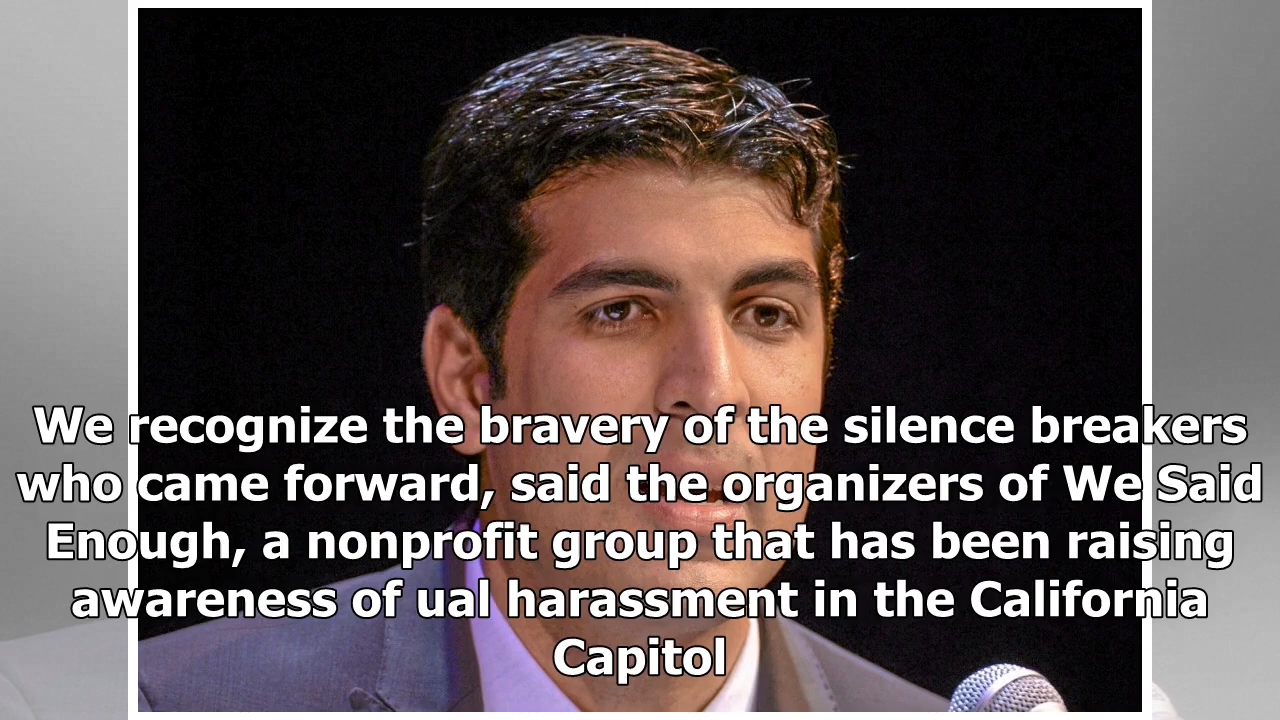 We recognize the bravery of the silence breakers
who came forward, said the organizers of We Said
Enough, a nonprofit group that has been raising
awareness of ual harassment in the California
Capitol